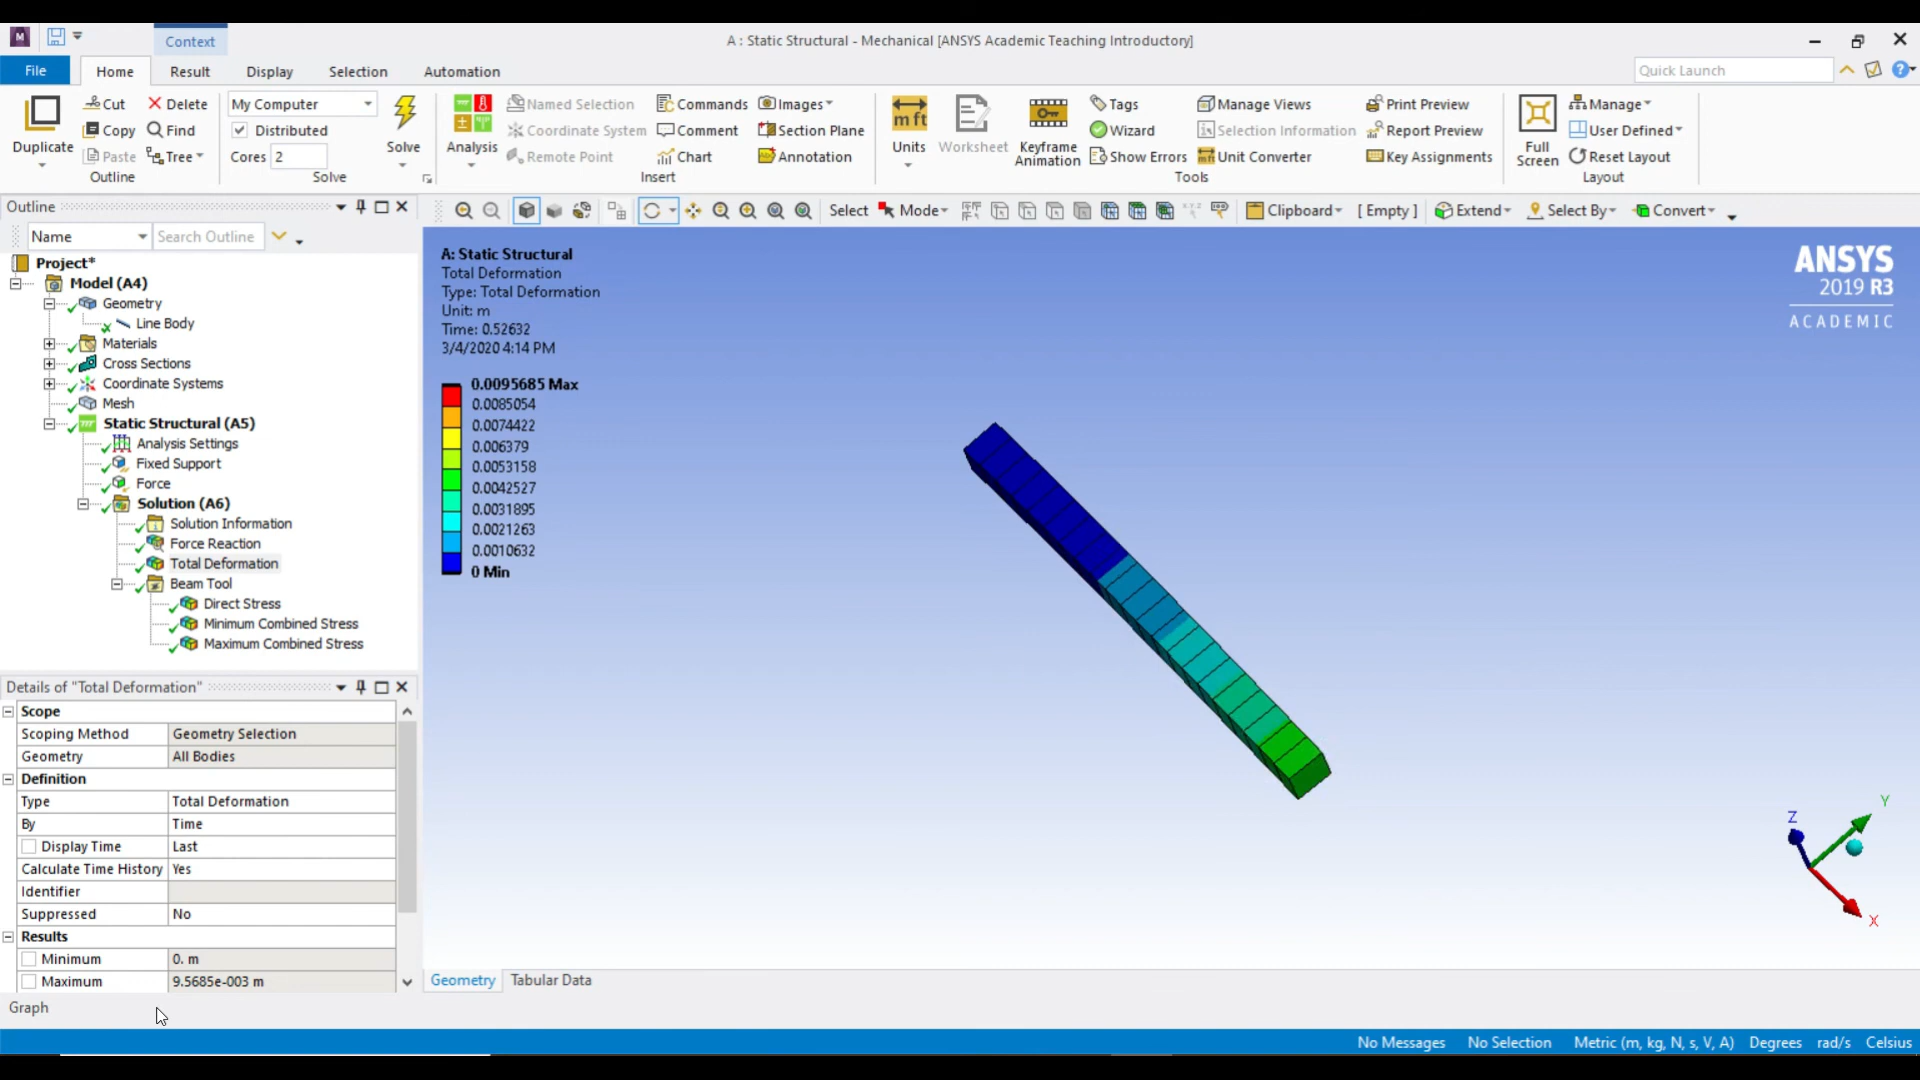 M
Context
A : Static Structural - Mechanical [ANSYS Academic Teaching Introductory]
File Home Result Display Selection Automation
Quick Launch
Duplicate
Cut
Delete
Copy
Find
Paste
Tree
Outline
My Computer
Distributed
Cores 2
Solve
Solve
Analysis
Named Selection
Coordinate System
Remote Point
Commands
Comment
Chart
Images
Section Plane
Annotation
Insert
m ft
Units
Worksheet
Keyframe
Animation
Tags
Wizard
Show Errors
Manage Views
Selection Information
Unit Converter
Print Preview
Report Preview
Key Assignments
Tools
Full
Screen
Manage
User Defined
Reset Layout
Layout
Outline
Name
Search Outline
Select Mode Clipboard [ Empty ] Extend Select By Convert
Project*
Model (A4)
Geometry
Line Body
Materials
Cross Sections
Coordinate Systems
Mesh
Static Structural (A5)
Analysis Settings
Fixed Support
Force
Solution (A6)
Solution Information
Force Reaction
Total Deformation
Beam Tool
Direct Stress
Minimum Combined Stress
Maximum Combined Stress
Details of "Total Deformation"
Scope
Scoping Method Geometry Selection
Geometry All Bodies
Definition
Type Total Deformation
By Time
Display Time Last
Calculate Time History Yes
Identifier
Suppressed No
Results
Minimum 0. m
Maximum 9.5685e-003 m
A: Static Structural
Total Deformation
Type: Total Deformation
Unit: m
Time: 0.52632
3/4/2020 4:14 PM
0.0095685 Max
0.0085054
0.0074422
0.006379
0.0053158
0.0042527
0.0031895
0.0021263
0.0010632
0 Min
ANSYS
2019 R3
ACADEMIC
Z
Y
X
Geometry Tabular Data
Graph
No Messages No Selection Metric (m, kg, N, s, V, A) Degrees rad/s Celsius